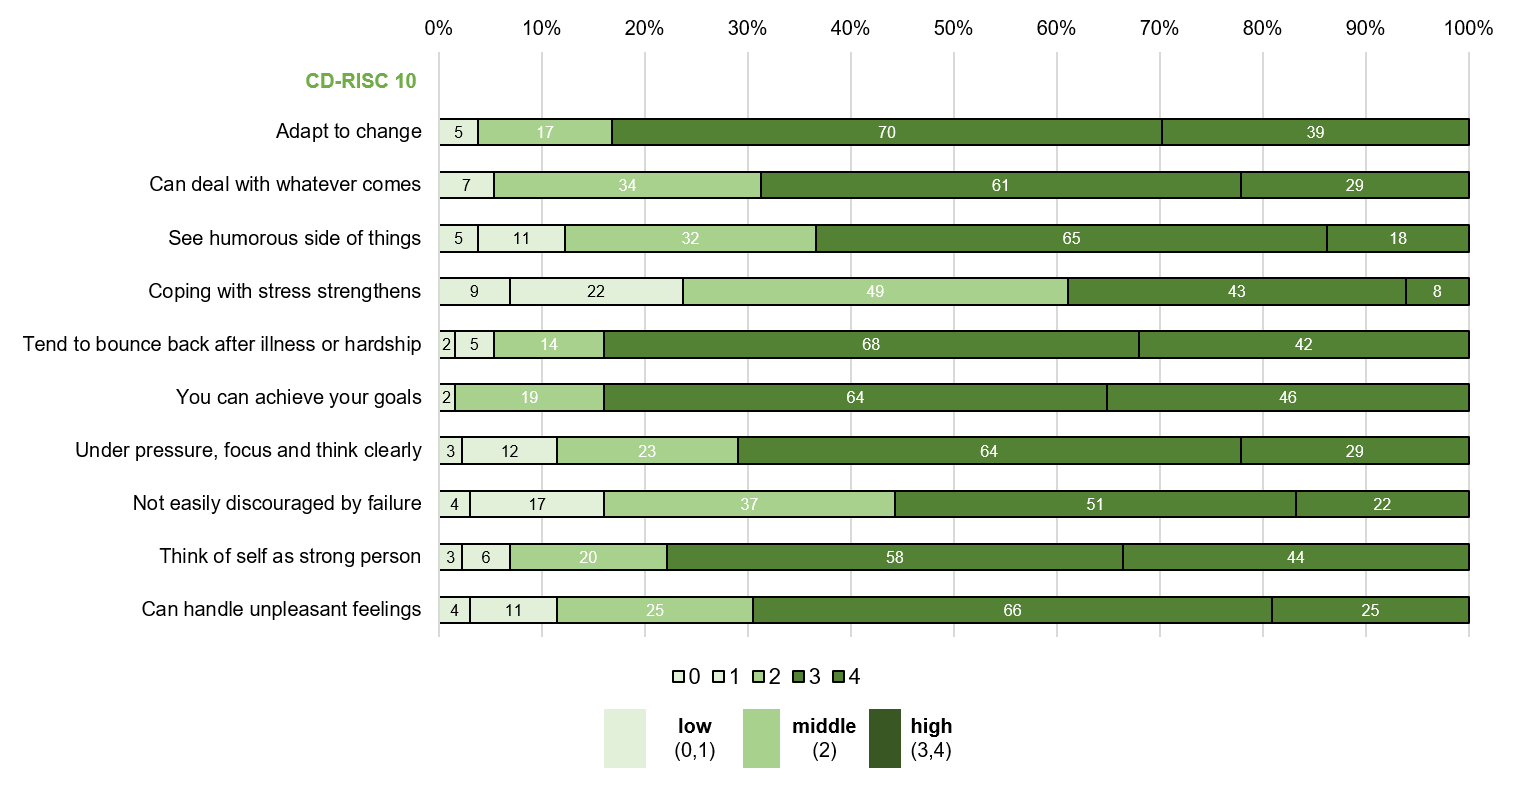 0% 10% 20% 30% 40% 50% 60% 70% 80% 90% 100%
CD-RISC 10
Adapt to change 5 17 70 39
Can deal with whatever comes 7 34 61 29
See humorous side of things 5 11 32 65 18
Coping with stress strengthens 9 22 49 43 8
Tend to bounce back after illness or hardship 2 5 14 68 42
You can achieve your goals 2 19 64 46
Under pressure, focus and think clearly 3 12 23 64 29
Not easily discouraged by failure 4 17 37 51 22
Think of self as strong person 3 6 20 58 44
Can handle unpleasant feelings 4 11 25 66 25
0 1 2 3 4
low middle high
(0,1) (2) (3,4)